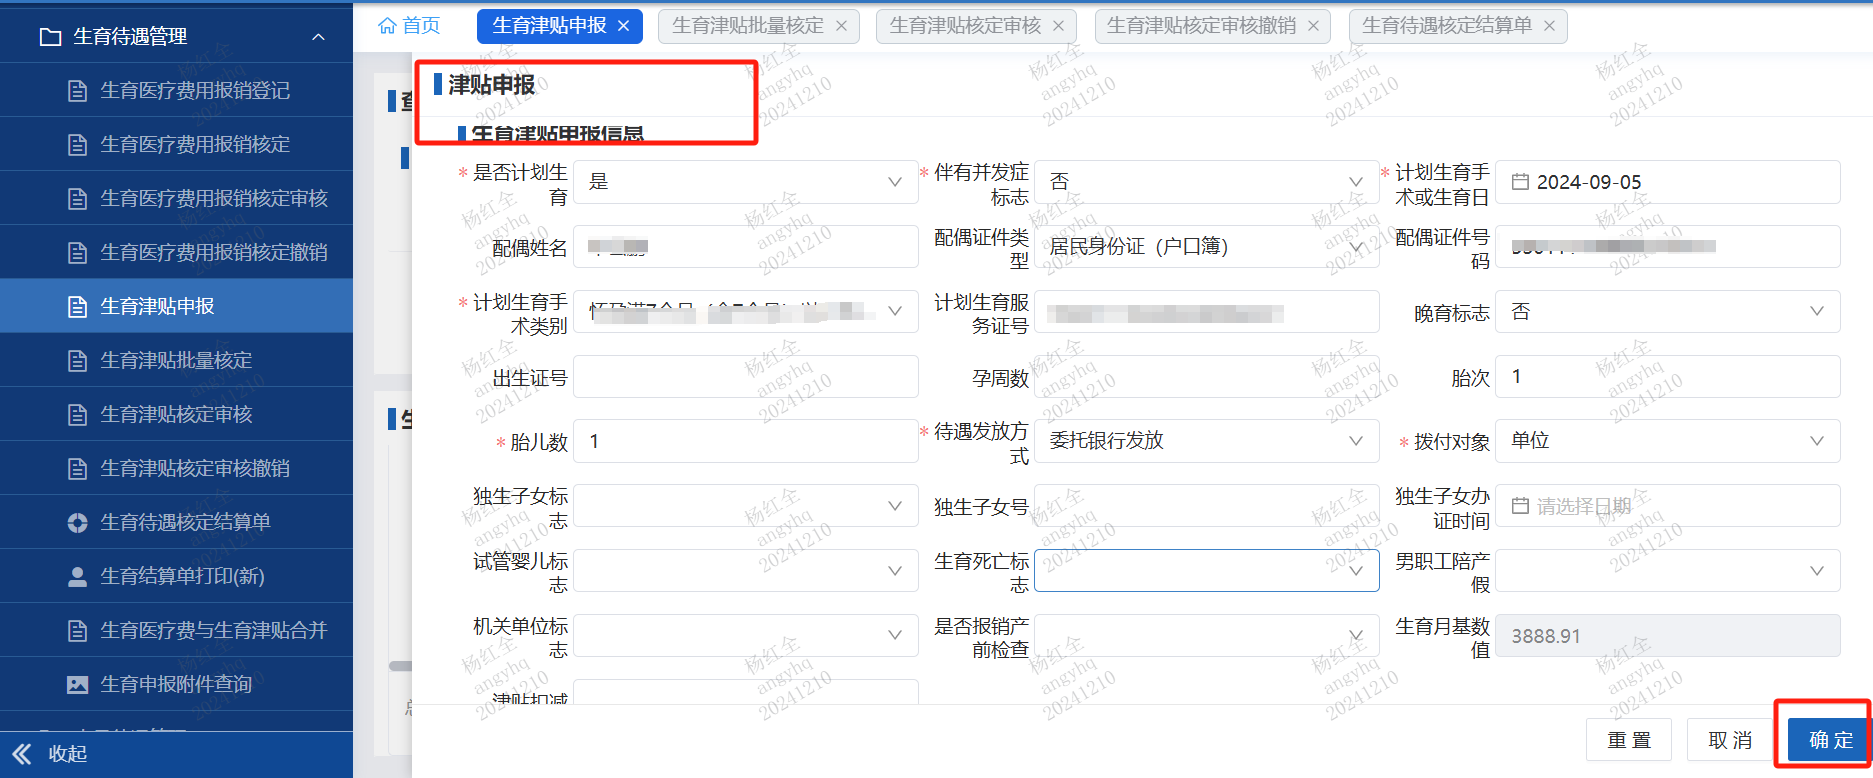 生育待遇管理
生育医疗费用报销登记
生育医疗费用报销核定
生育医疗费用报销核定审核
生育医疗费用报销核定撤销
生育津贴申报
生育津贴批量核定
生育津贴核定审核
生育津贴核定审核撤销
生育待遇核定结算单
生育结算单打印(新)
生育医疗费与生育津贴合并
生育申报附件查询
收起
首页
生育津贴申报 ×
生育津贴批量核定 ×
生育津贴核定审核 ×
生育津贴核定审核撤销 ×
生育待遇核定结算单 ×
津贴申报
生育津贴申报信息
* 是否计划生育
是
* 伴有并发症标志
否
* 计划生育手术或生育日
2024-09-05
配偶姓名
配偶证件类型
居民身份证（户口簿）
配偶证件号码
* 计划生育手术类别
计划生育服务证号
晚育标志
否
出生证号
孕周数
胎次
1
* 胎儿数
1
* 待遇发放方式
委托银行发放
* 拨付对象
单位
独生子女标志
独生子女号
独生子女办证时间
请选择日期
试管婴儿标志
生育死亡标志
男职工陪产假
机关单位标志
是否报销产前检查
生育月基数值
3888.91
津贴扣减
重 置
取 消
确 定
杨红全
angyhq
20241210